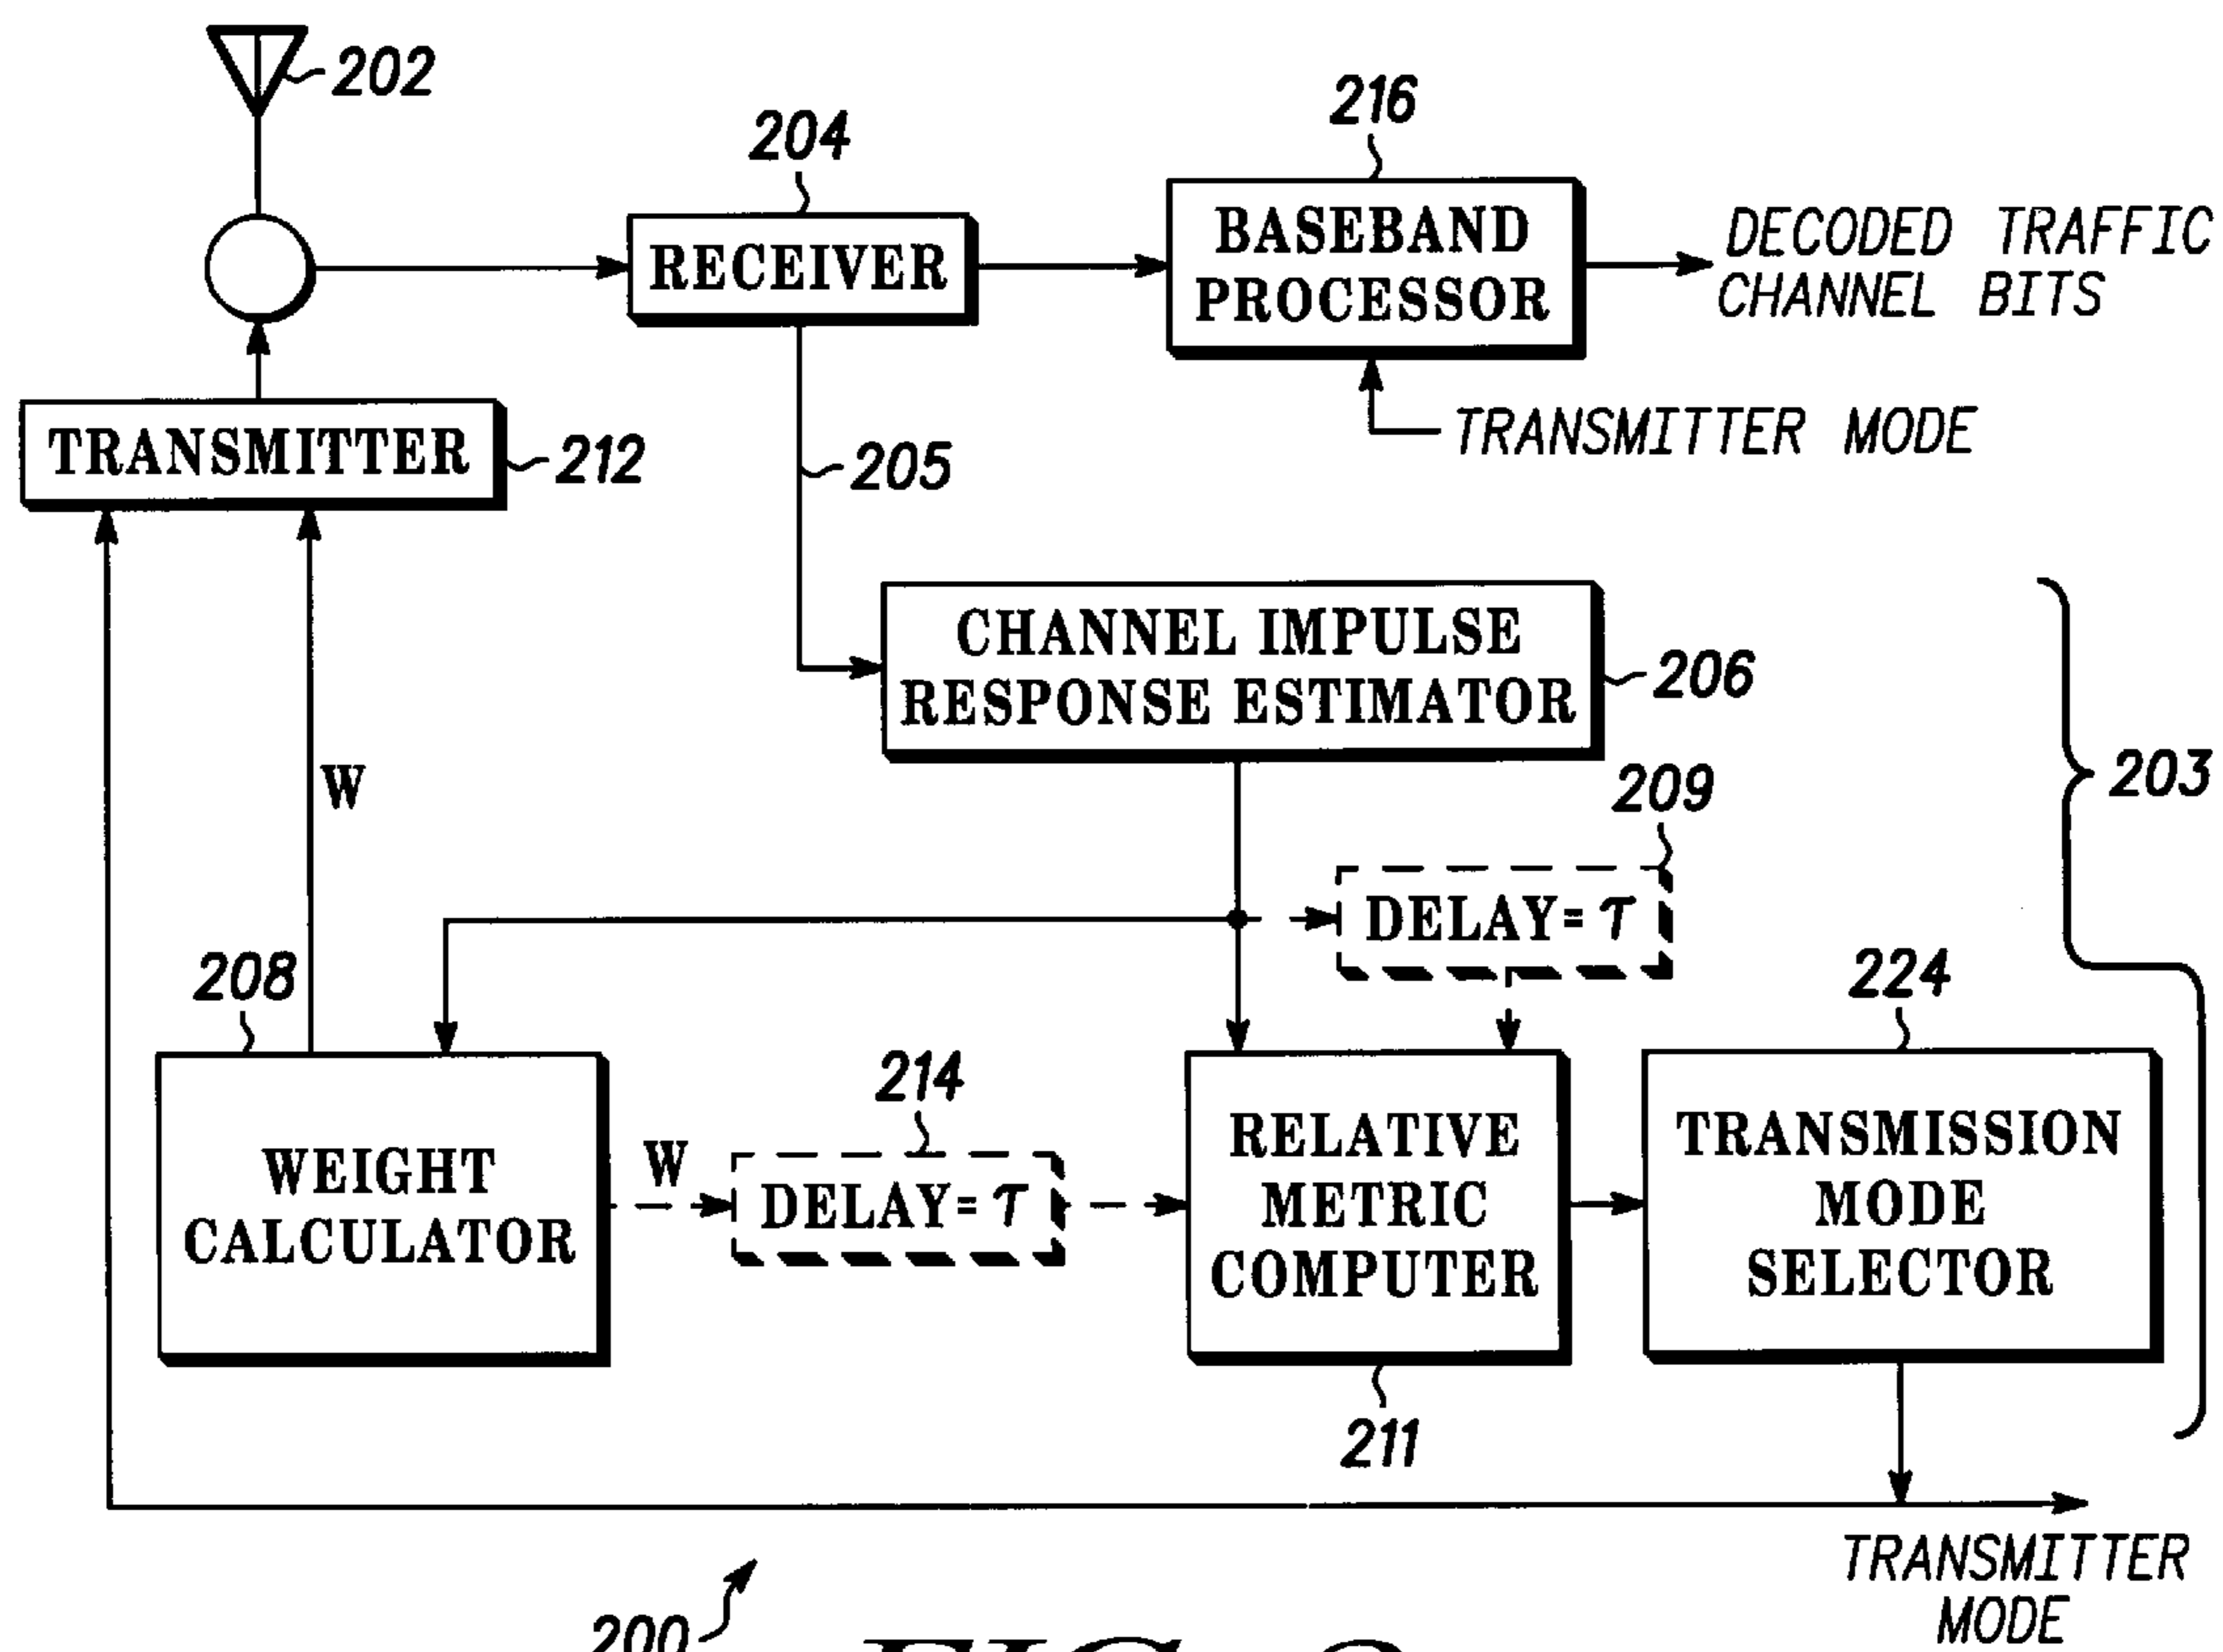 202
204
216
RECEIVER
BASEBAND
PROCESSOR
DECODED TRAFFIC
CHANNEL BITS
TRANSMITTER
212
205
TRANSMITTER MODE
CHANNEL IMPULSE
RESPONSE ESTIMATOR
206
W
209
203
DELAY=τ
208
224
214
WEIGHT
CALCULATOR
W
DELAY=τ
RELATIVE
METRIC
COMPUTER
TRANSMISSION
MODE
SELECTOR
211
TRANSMITTER
MODE
200